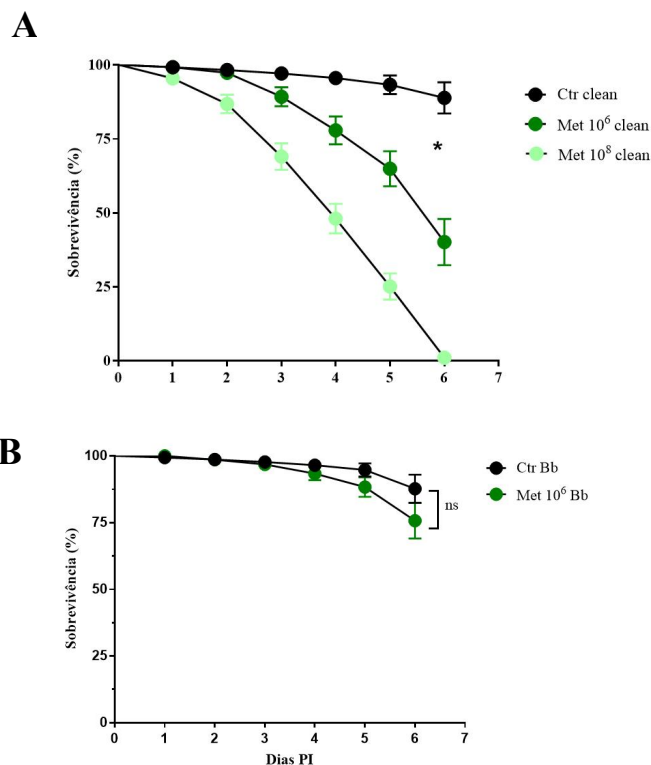 A
100
75
50
25
0
Sobrevivência (%)
0 1 2 3 4 5 6 7
*
Ctr clean
Met 10⁶ clean
Met 10⁸ clean
B
100
75
50
25
0
Sobrevivência (%)
0 1 2 3 4 5 6 7
Dias PI
ns
Ctr Bb
Met 10⁶ Bb